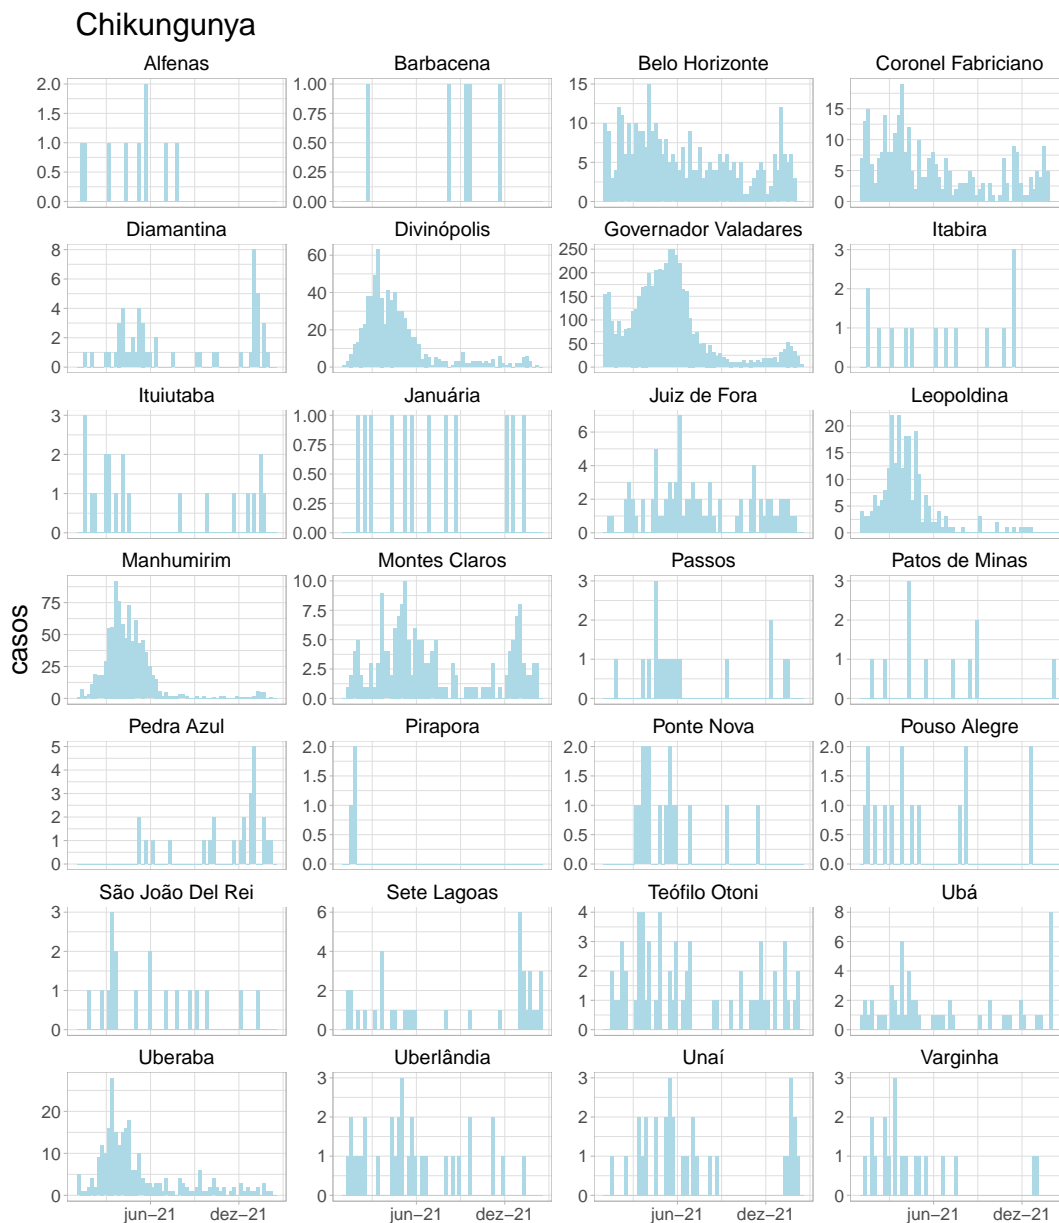 Chikungunya
Alfenas Barbacena Belo Horizonte Coronel Fabriciano
2.0 1.5 1.0 0.5 0.0
1.00 0.75 0.50 0.25 0.00
15 10 5 0
15 10 5 0
Diamantina Divinópolis Governador Valadares Itabira
8 6 4 2 0
60 40 20 0
250 200 150 100 50 0
3 2 1 0
Ituiutaba Januária Juiz de Fora Leopoldina
3 2 1 0
1.00 0.75 0.50 0.25 0.00
6 4 2 0
20 15 10 5 0
Manhumirim Montes Claros Passos Patos de Minas
75 50 25 0
10.0 7.5 5.0 2.5 0.0
3 2 1 0
3 2 1 0
casos
Pedra Azul Pirapora Ponte Nova Pouso Alegre
5 4 3 2 1 0
2.0 1.5 1.0 0.5 0.0
2.0 1.5 1.0 0.5 0.0
2.0 1.5 1.0 0.5 0.0
São João Del Rei Sete Lagoas Teófilo Otoni Ubá
3 2 1 0
6 4 2 0
4 3 2 1 0
8 6 4 2 0
Uberaba Uberlândia Unaí Varginha
20 10 0
3 2 1 0
3 2 1 0
3 2 1 0
jun–21 dez–21 jun–21 dez–21 jun–21 dez–21 jun–21 dez–21